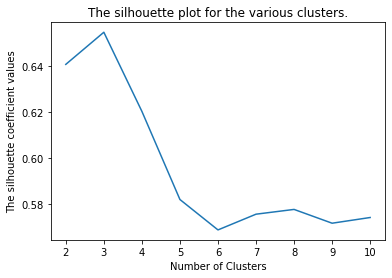 The silhouette plot for the various clusters.
The silhouette coefficient values
0.64
0.62
0.60
0.58
2 3 4 5 6 7 8 9 10
Number of Clusters